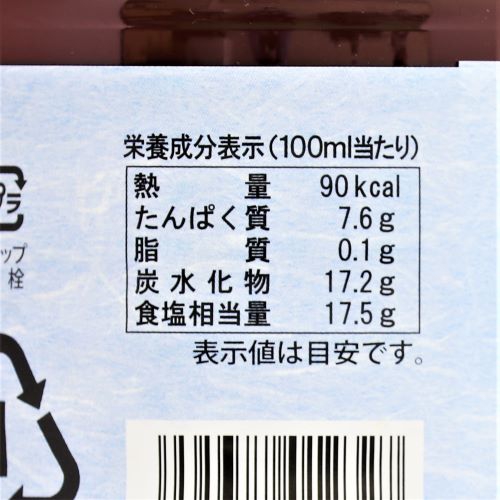 栄養成分表示(100ml当たり)
熱量 90kcal
たんぱく質 7.6g
脂質 0.1g
炭水化物 17.2g
食塩相当量 17.5g
表示値は目安です。
プラ
ップ
栓